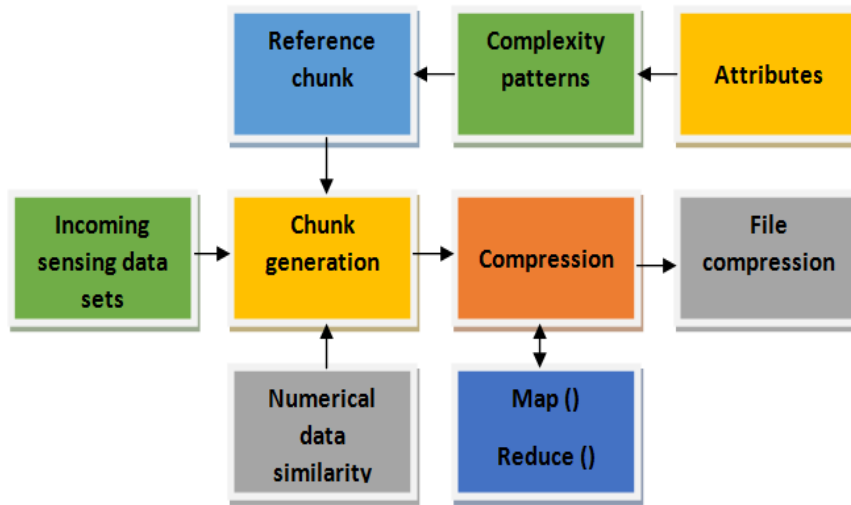 Reference
chunk
Complexity
patterns
Attributes
Incoming
sensing data
sets
Chunk
generation
Compression
File
compression
Numerical
data
similarity
Map ()
Reduce ()